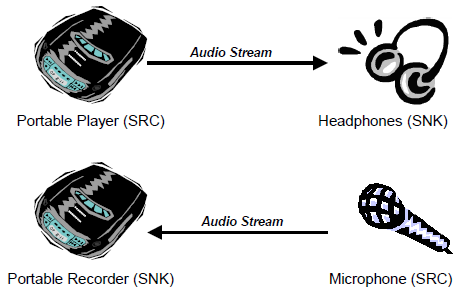 Audio Stream
Portable Player (SRC)
Headphones (SNK)
Audio Stream
Portable Recorder (SNK)
Microphone (SRC)